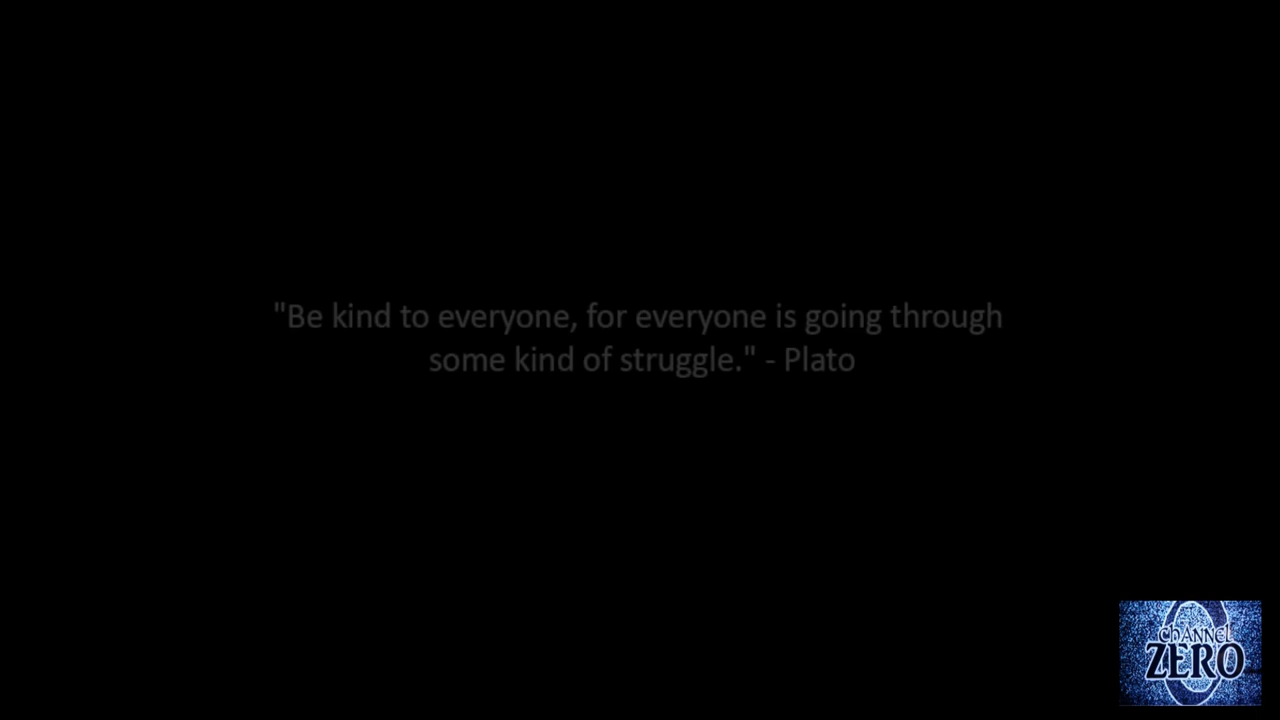 "Be kind to everyone, for everyone is going through
some kind of struggle." - Plato
ChANNEL
ZERO